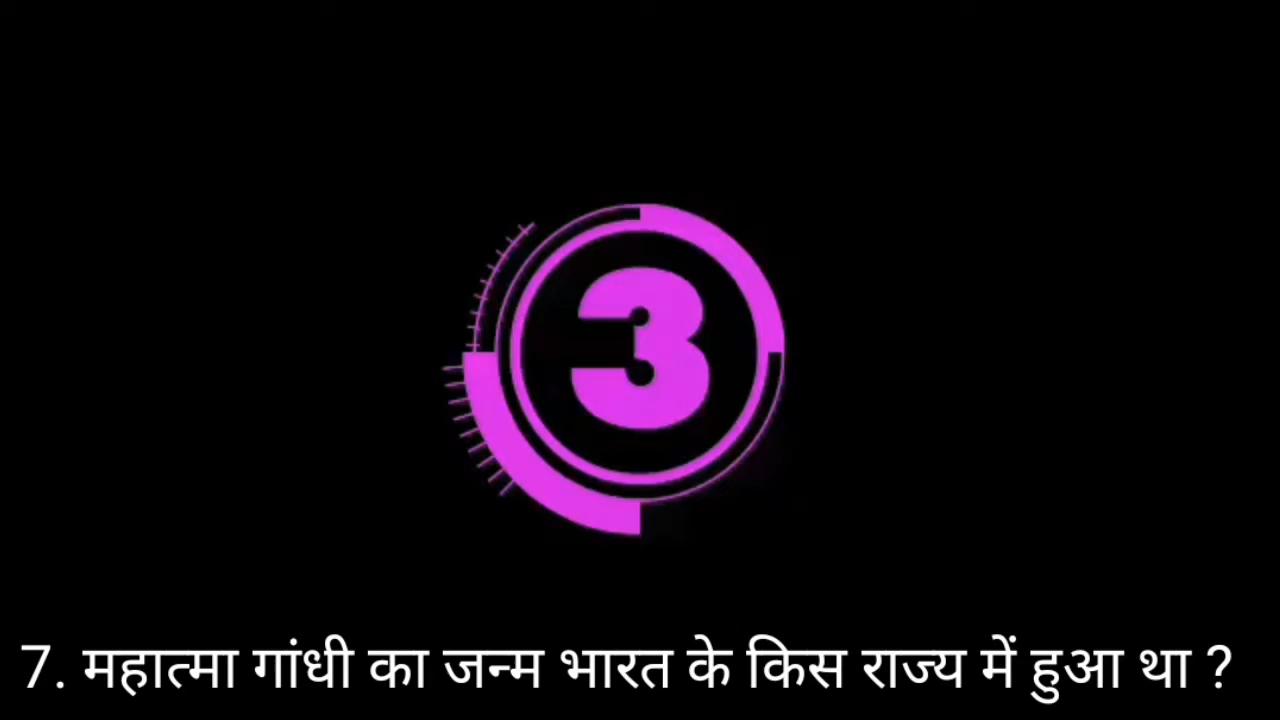 3
7. महात्मा गांधी का जन्म भारत के किस राज्य में हुआ था ?